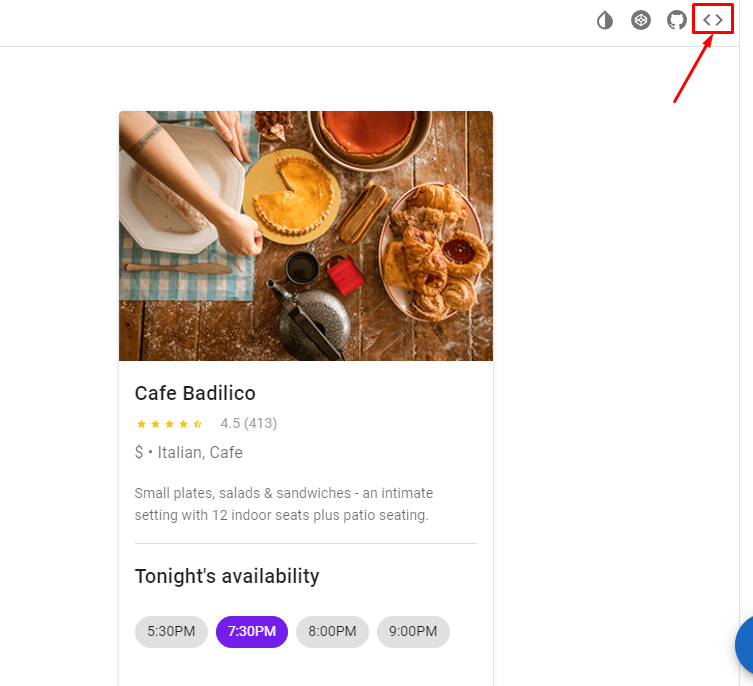 Cafe Badilico
4.5 (413)
$ • Italian, Cafe
Small plates, salads & sandwiches - an intimate
setting with 12 indoor seats plus patio seating.
Tonight's availability
5:30PM 7:30PM 8:00PM 9:00PM